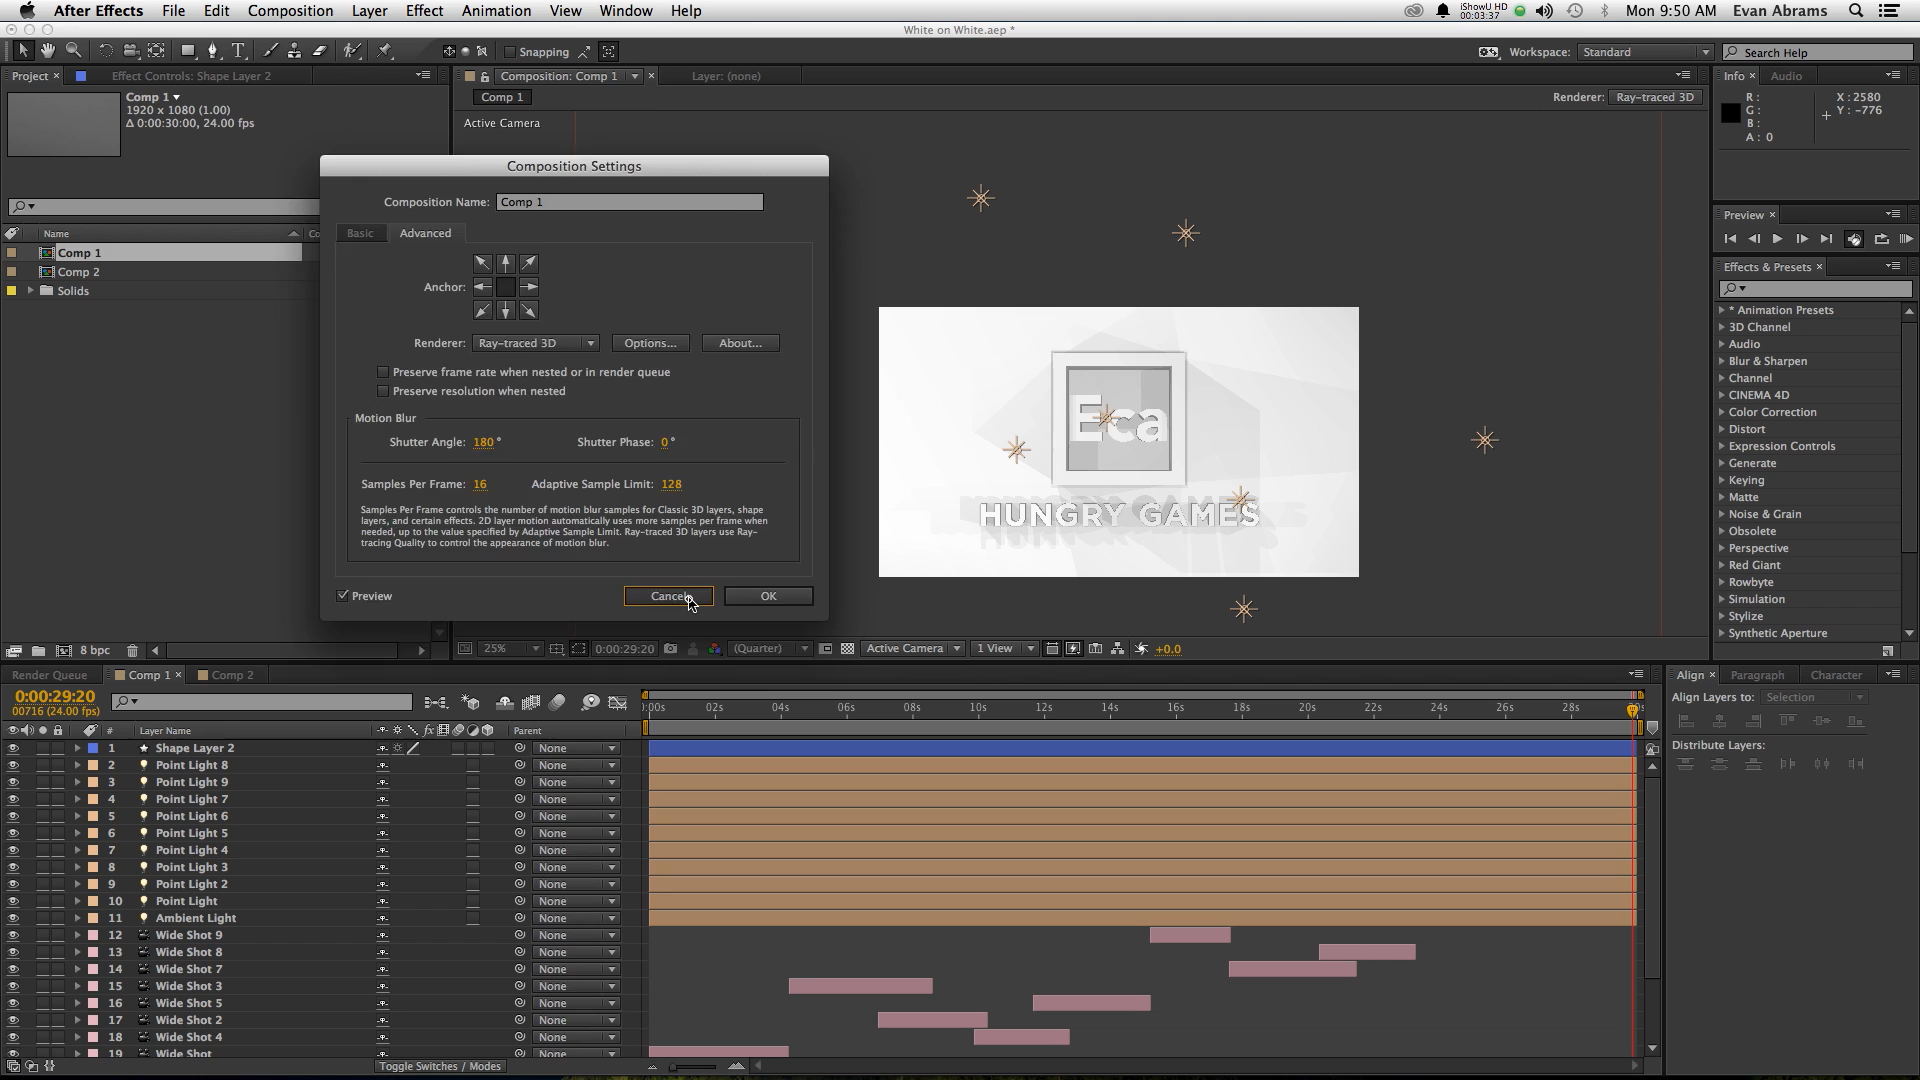 After Effects File Edit Composition Layer Effect Animation View Window Help
iShowU HD
00:03:37
Mon 9:50 AM Evan Abrams
White on White.aep *
Snapping
Workspace: Standard
Search Help
Project × Effect Controls: Shape Layer 2
Composition: Comp 1 × Layer: (none)
Info × Audio
Comp 1
1920 x 1080 (1.00)
Δ 0:00:30:00, 24.00 fps
Comp 1
Renderer: Ray-traced 3D
Active Camera
R:
G:
B:
A: 0
X: 2580
Y: -776
Composition Settings
Composition Name: Comp 1
Basic Advanced
Anchor:
Renderer: Ray-traced 3D Options... About...
Preserve frame rate when nested or in render queue
Preserve resolution when nested
Motion Blur
Shutter Angle: 180 ° Shutter Phase: 0 °
Samples Per Frame: 16 Adaptive Sample Limit: 128
Samples Per Frame controls the number of motion blur samples for Classic 3D layers, shape
layers, and certain effects. 2D layer motion automatically uses more samples per frame when
needed, up to the value specified by Adaptive Sample Limit. Ray-traced 3D layers use Ray-
tracing Quality to control the appearance of motion blur.
Preview Cancel OK
Name
Comp 1
Comp 2
Solids
8 bpc
Eca
HUNGRY GAMES
25% 0:00:29:20 (Quarter) Active Camera 1 View +0.0
Preview ×
Effects & Presets ×
* Animation Presets
3D Channel
Audio
Blur & Sharpen
Channel
CINEMA 4D
Color Correction
Distort
Expression Controls
Generate
Keying
Matte
Noise & Grain
Obsolete
Perspective
Red Giant
Rowbyte
Simulation
Stylize
Synthetic Aperture
Render Queue Comp 1 × Comp 2
0:00:29:20
00716 (24.00 fps)
02s 04s 06s 08s 10s 12s 14s 16s 18s 20s 22s 24s 26s 28s
# Layer Name fx Parent
1 Shape Layer 2 None
2 Point Light 8 None
3 Point Light 9 None
4 Point Light 7 None
5 Point Light 6 None
6 Point Light 5 None
7 Point Light 4 None
8 Point Light 3 None
9 Point Light 2 None
10 Point Light None
11 Ambient Light None
12 Wide Shot 9 None
13 Wide Shot 8 None
14 Wide Shot 7 None
15 Wide Shot 3 None
16 Wide Shot 5 None
17 Wide Shot 2 None
18 Wide Shot 4 None
19 Wide Shot None
Toggle Switches / Modes
Align × Paragraph Character
Align Layers to: Selection
Distribute Layers: